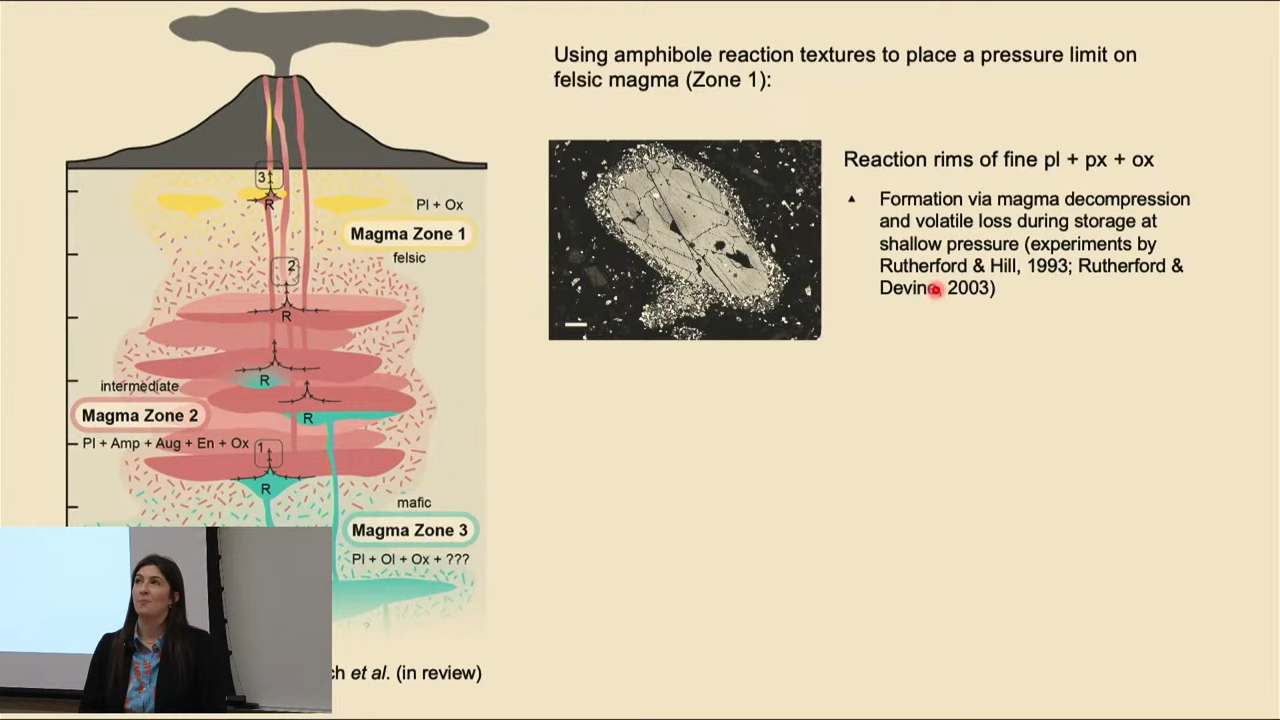 Using amphibole reaction textures to place a pressure limit on
felsic magma (Zone 1):
Reaction rims of fine pl + px + ox
Formation via magma decompression
and volatile loss during storage at
shallow pressure (experiments by
Rutherford & Hill, 1993; Rutherford &
Devine, 2003)
3
R
Pl + Ox
Magma Zone 1
felsic
2
R
R
intermediate
R
Magma Zone 2
Pl + Amp + Aug + En + Ox
1
R
mafic
Magma Zone 3
Pl + Ol + Ox + ???
?
ch et al. (in review)